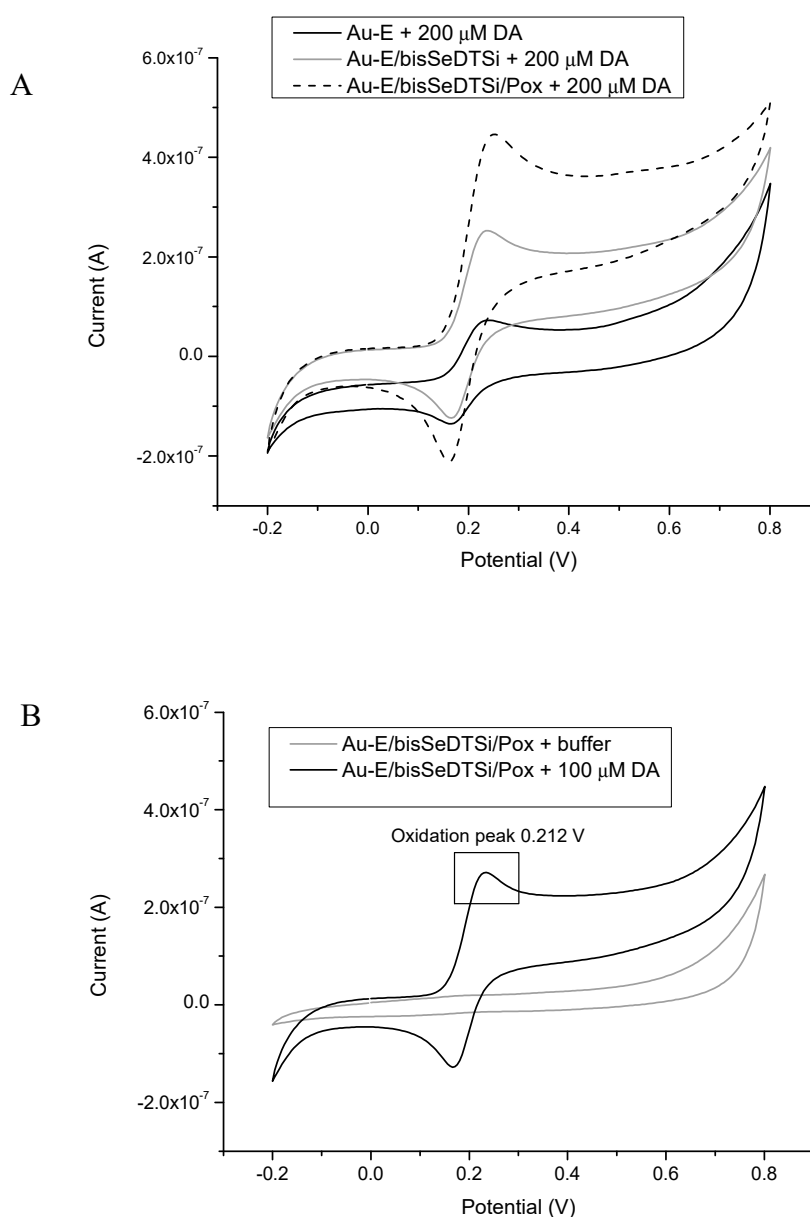 A
Au-E + 200 μM DA
Au-E/bisSeDTSi + 200 μM DA
Au-E/bisSeDTSi/Pox + 200 μM DA
6.0x10-7
4.0x10-7
2.0x10-7
0.0
-2.0x10-7
Current (A)
-0.2 0.0 0.2 0.4 0.6 0.8
Potential (V)
B
Au-E/bisSeDTSi/Pox + buffer
Au-E/bisSeDTSi/Pox + 100 μM DA
Oxidation peak 0.212 V
6.0x10-7
4.0x10-7
2.0x10-7
0.0
-2.0x10-7
Current (A)
-0.2 0.0 0.2 0.4 0.6 0.8
Potential (V)